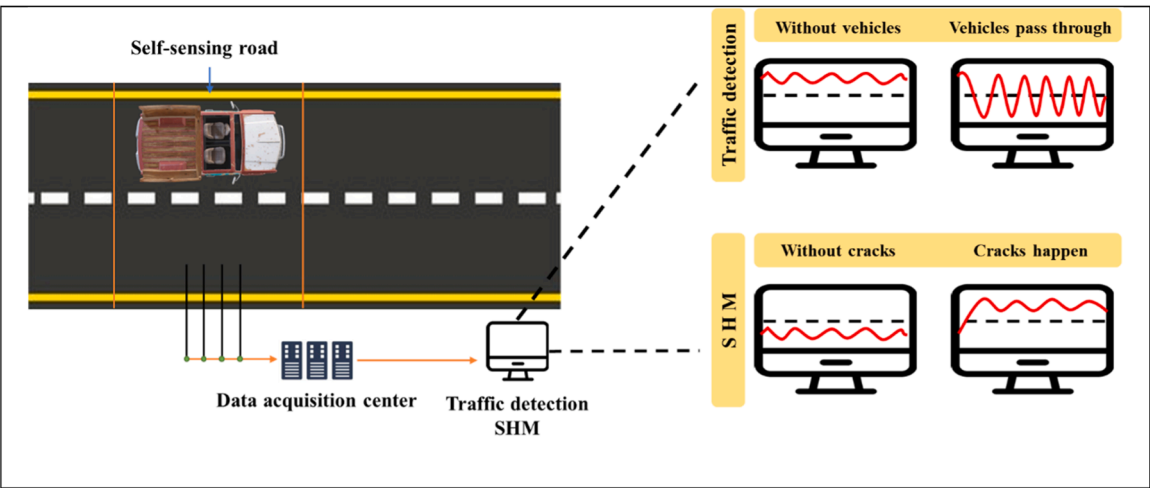 Self-sensing road
Data acquisition center
Traffic detection
SHM
Traffic detection
Without vehicles
Vehicles pass through
S H M
Without cracks
Cracks happen